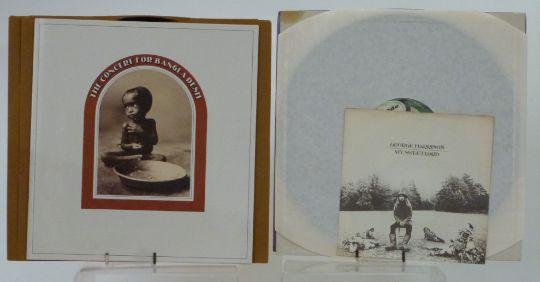 THE CONCERT FOR BANGLA DESH
GEORGE HARRISON
MY SWEET LORD